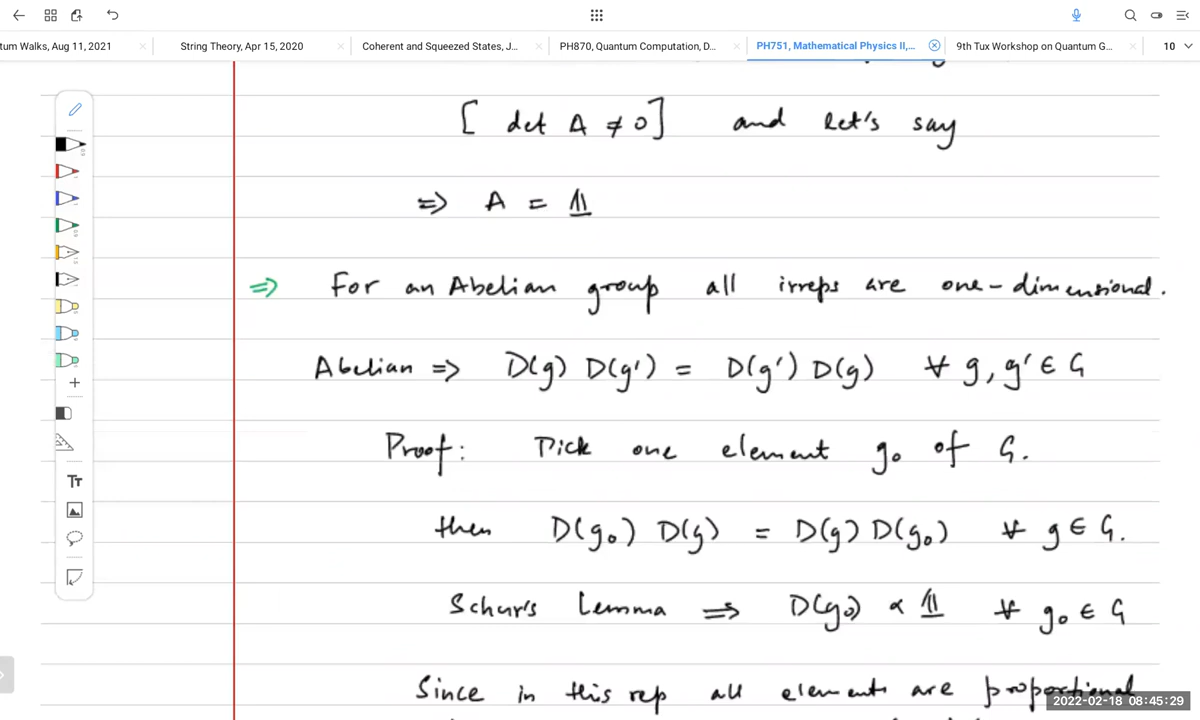 tum Walks, Aug 11, 2021 String Theory, Apr 15, 2020 Coherent and Squeezed States, J... PH870, Quantum Computation, D... PH751, Mathematical Physics II,... 9th Tux Workshop on Quantum G... 10
[ det A ≠ 0 ] and let's say
⇒ A = 𝟙
⇒ For an Abelian group all irreps are one-dimensional.
Abelian ⇒ D(g) D(g') = D(g') D(g) ∀ g, g' ∈ G
Proof: Pick one element g₀ of G.
then D(g₀) D(g) = D(g) D(g₀) ∀ g ∈ G.
Schur's Lemma ⇒ D(g₀) ∝ 𝟙 ∀ g₀ ∈ G
Since in this rep all elements are proportional
2022-02-18 08:45:29
TT